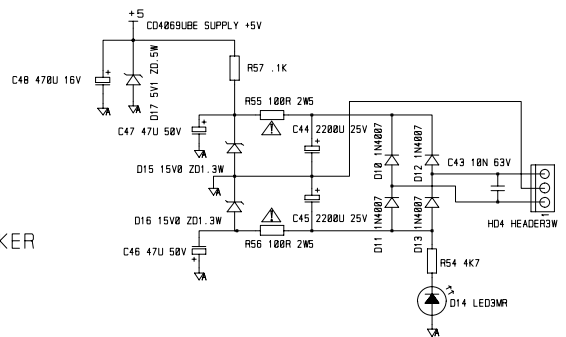 +5
CD4069UBE SUPPLY +5V
C48 470U 16V
+
D17 5V1 ZD.5W
R57 .1K
A
A
R55 100R 2W5
C47 47U 50V
+
C44 2200U 25V
+
D10 1N4007
D12 1N4007
C43 10N 63V
A
D15 15V0 ZD1.3W
A
D16 15V0 ZD1.3W
C45 2200U 25V
+
D11 1N4007
D13 1N4007
1
HD4 HEADER3W
KER
R56 100R 2W5
C46 47U 50V
+
R54 4K7
A
D14 LED3MR
A